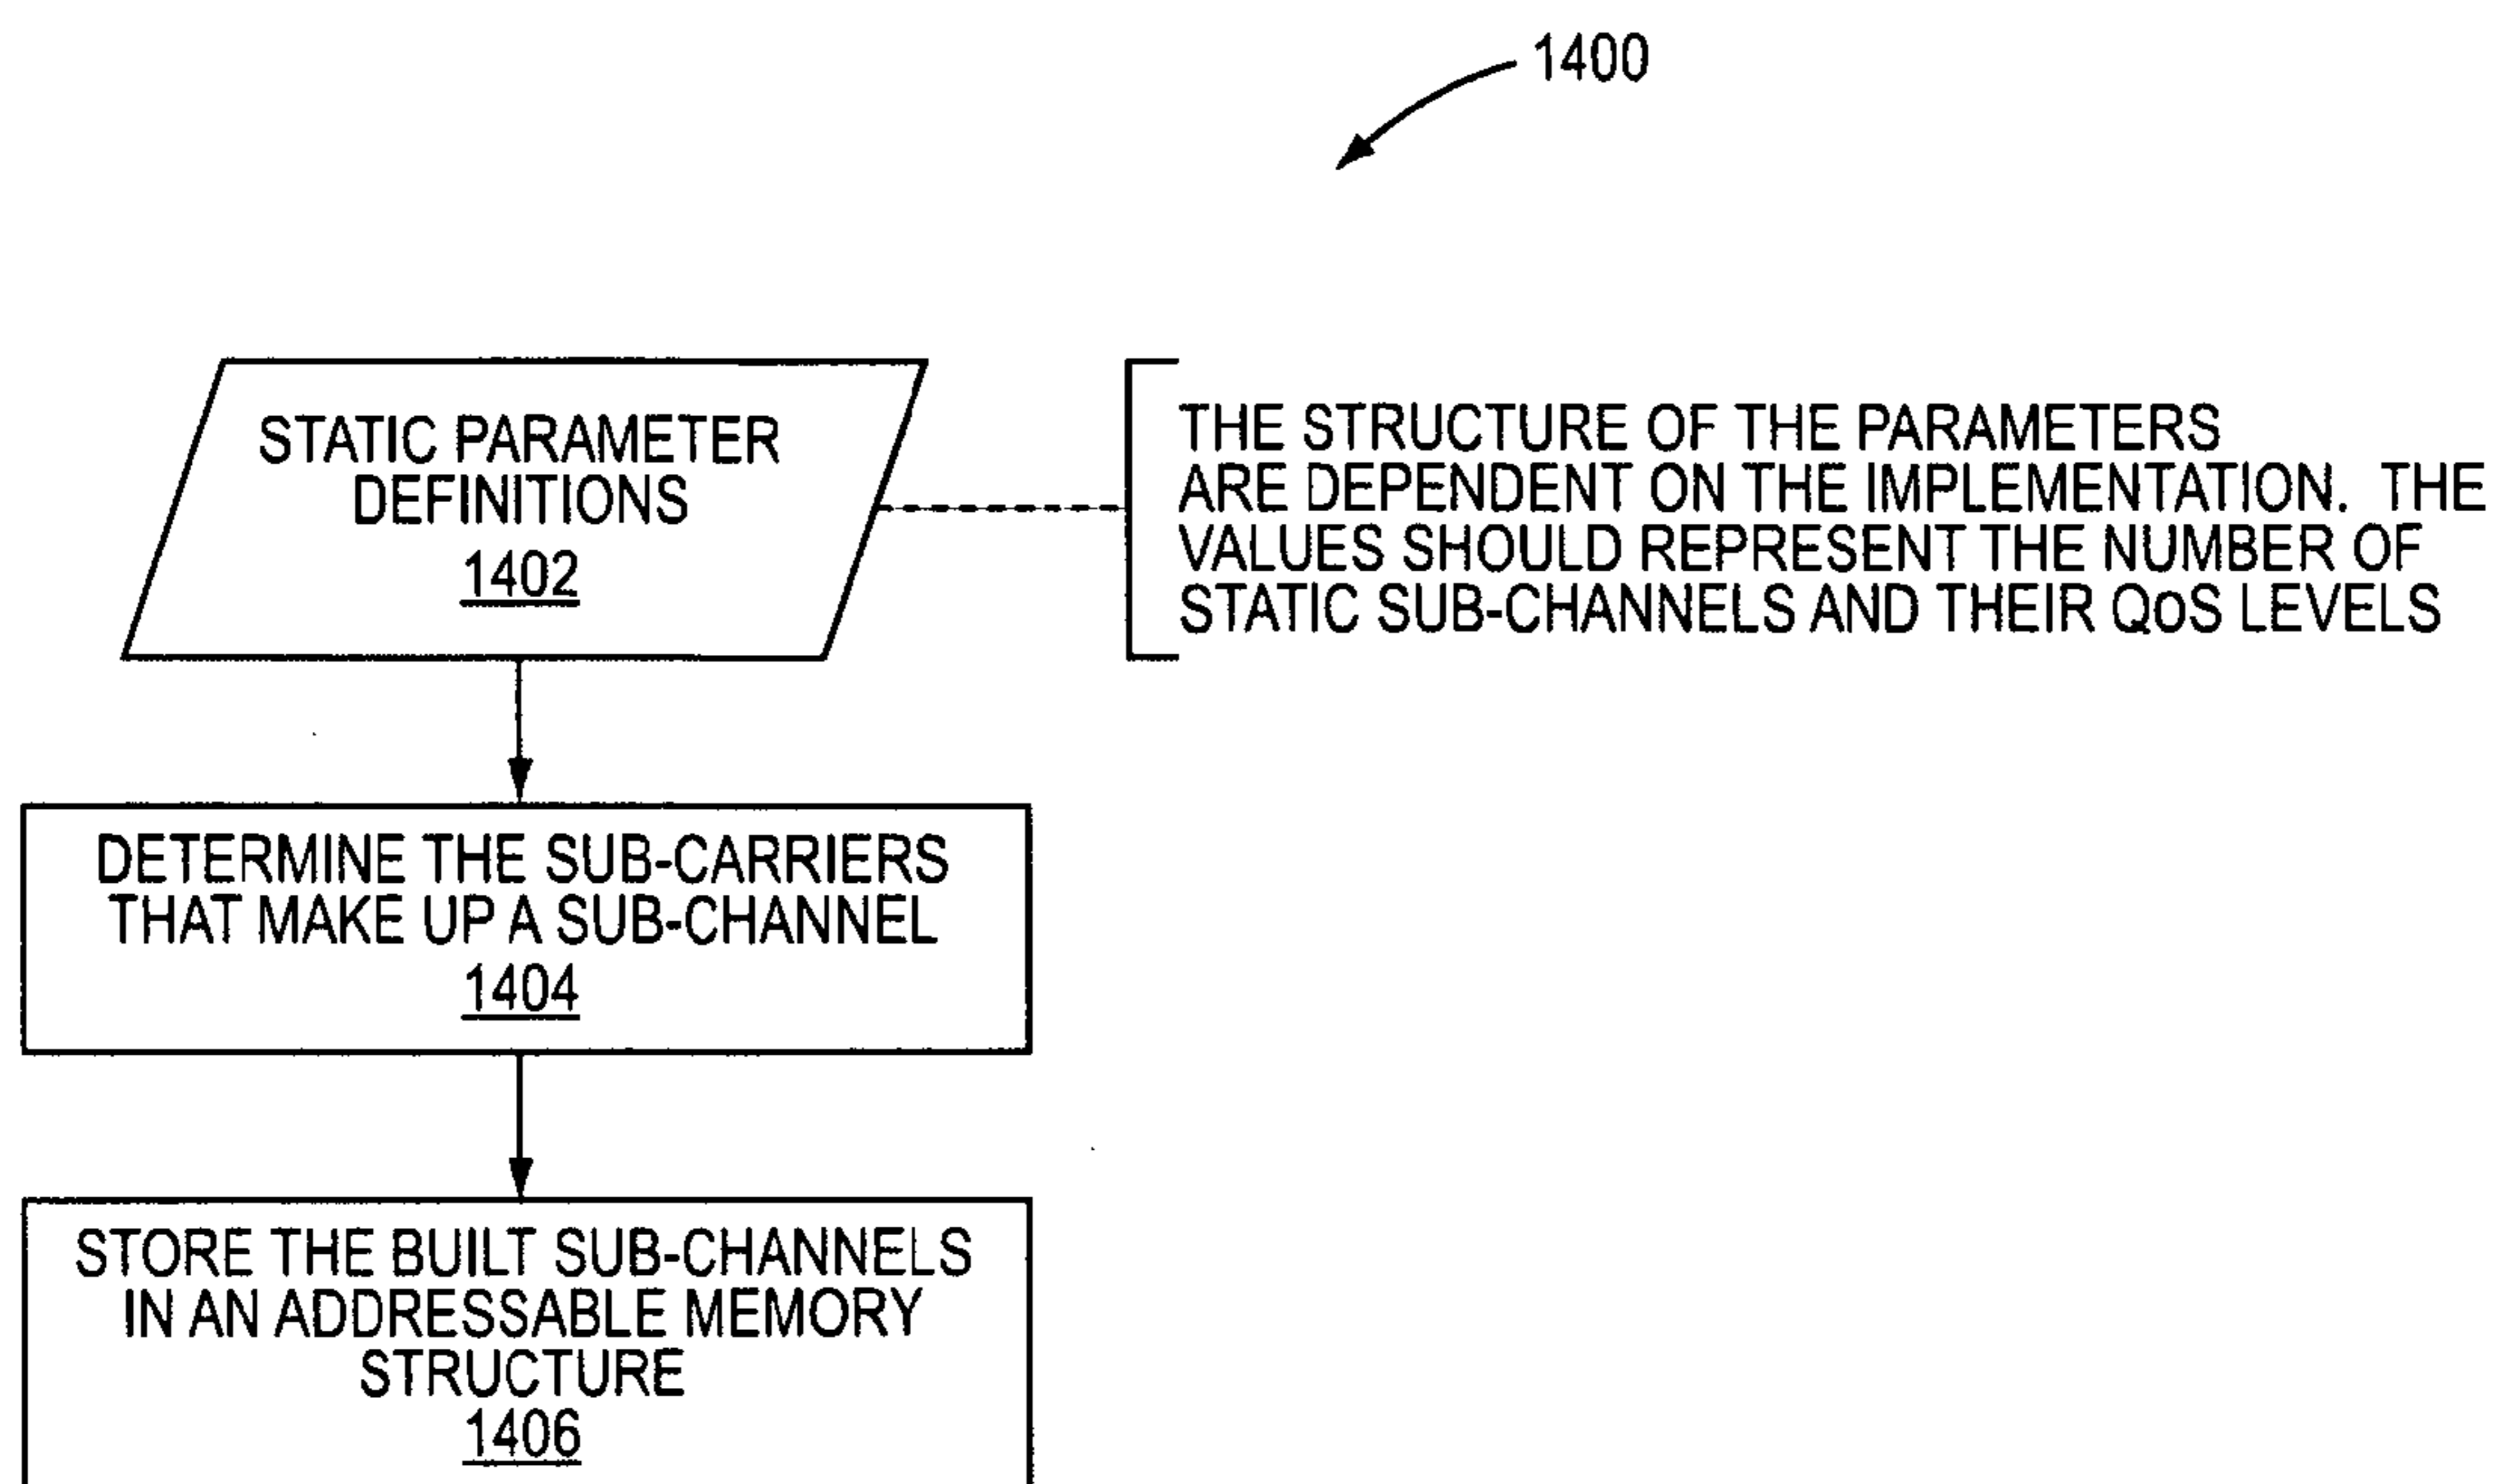 1400
STATIC PARAMETER
DEFINITIONS
1402
THE STRUCTURE OF THE PARAMETERS
ARE DEPENDENT ON THE IMPLEMENTATION. THE
VALUES SHOULD REPRESENT THE NUMBER OF
STATIC SUB-CHANNELS AND THEIR QoS LEVELS
DETERMINE THE SUB-CARRIERS
THAT MAKE UP A SUB-CHANNEL
1404
STORE THE BUILT SUB-CHANNELS
IN AN ADDRESSABLE MEMORY
STRUCTURE
1406